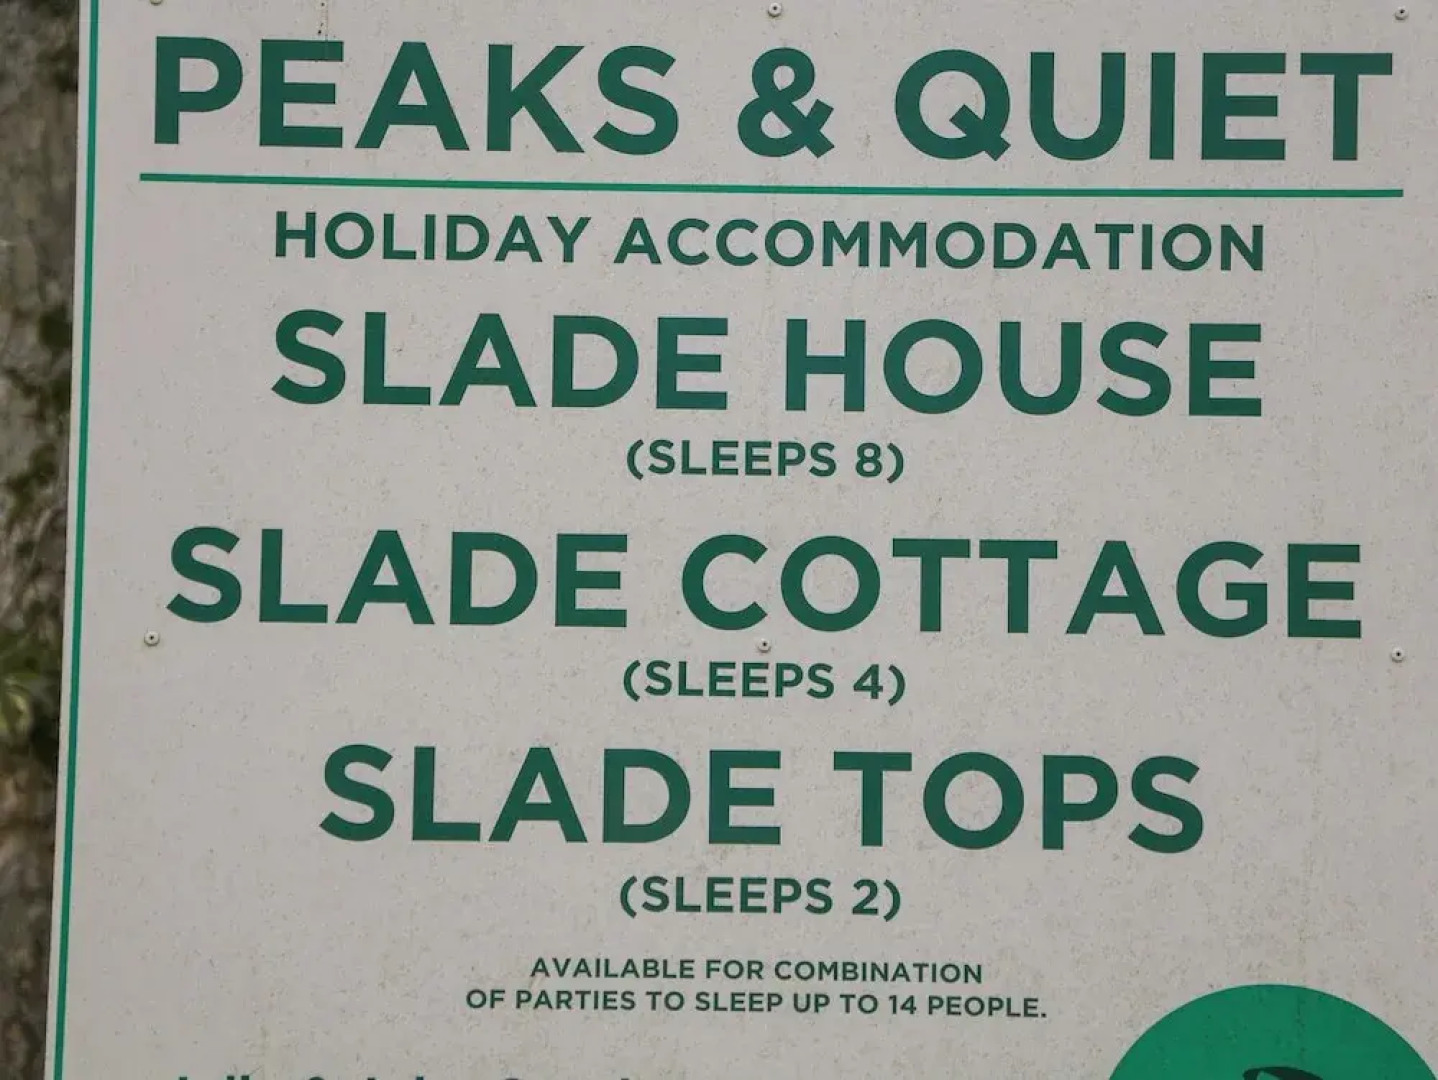 PEAKS & QUIET
HOLIDAY ACCOMMODATION
SLADE HOUSE
(SLEEPS 8)
SLADE COTTAGE
(SLEEPS 4)
SLADE TOPS
(SLEEPS 2)
AVAILABLE FOR COMBINATION
OF PARTIES TO SLEEP UP TO 14 PEOPLE.